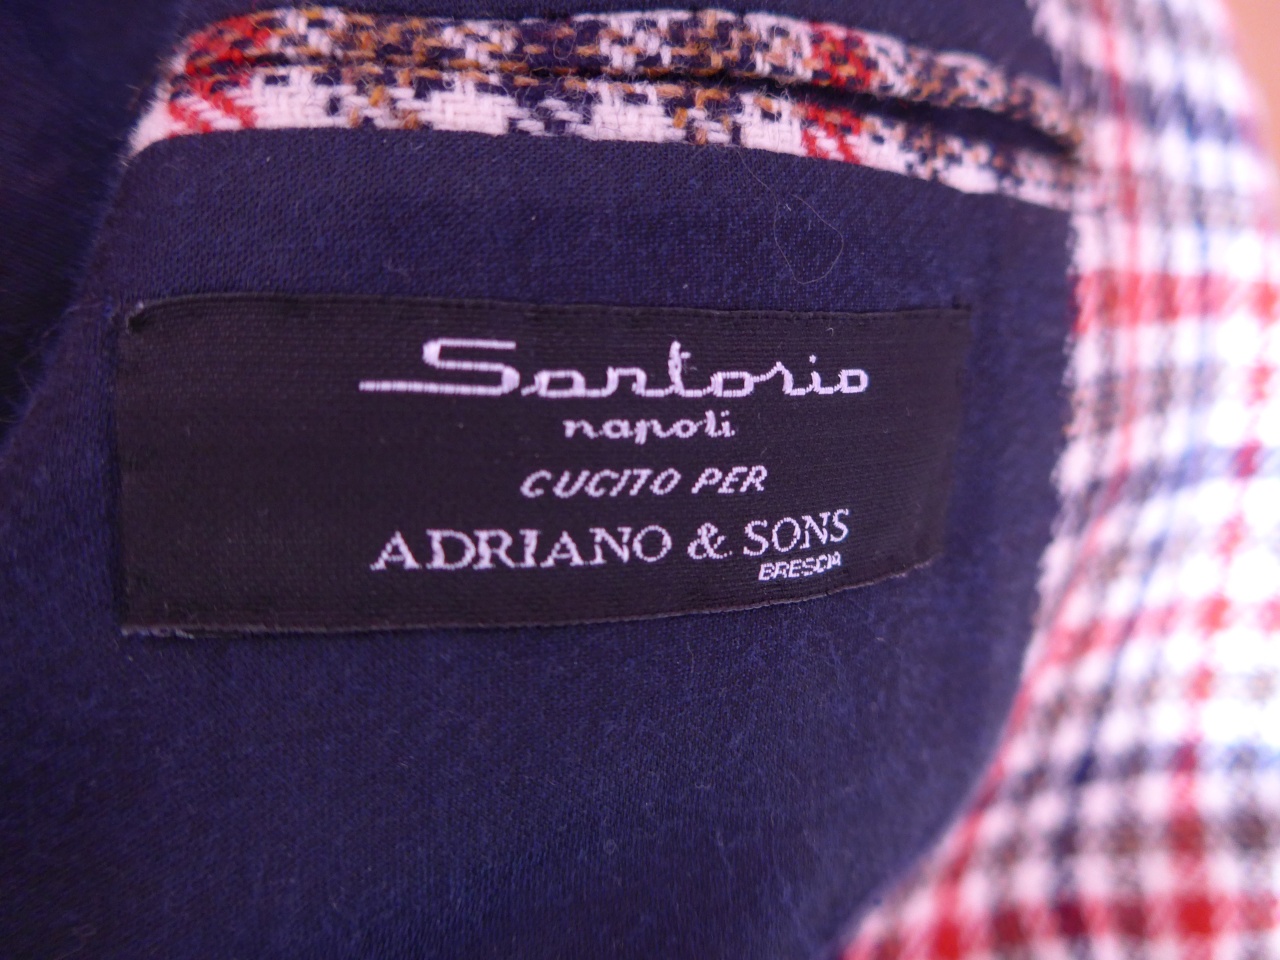 Sartorio
napoli
CUCITO PER
ADRIANO & SONS
BRESCIA